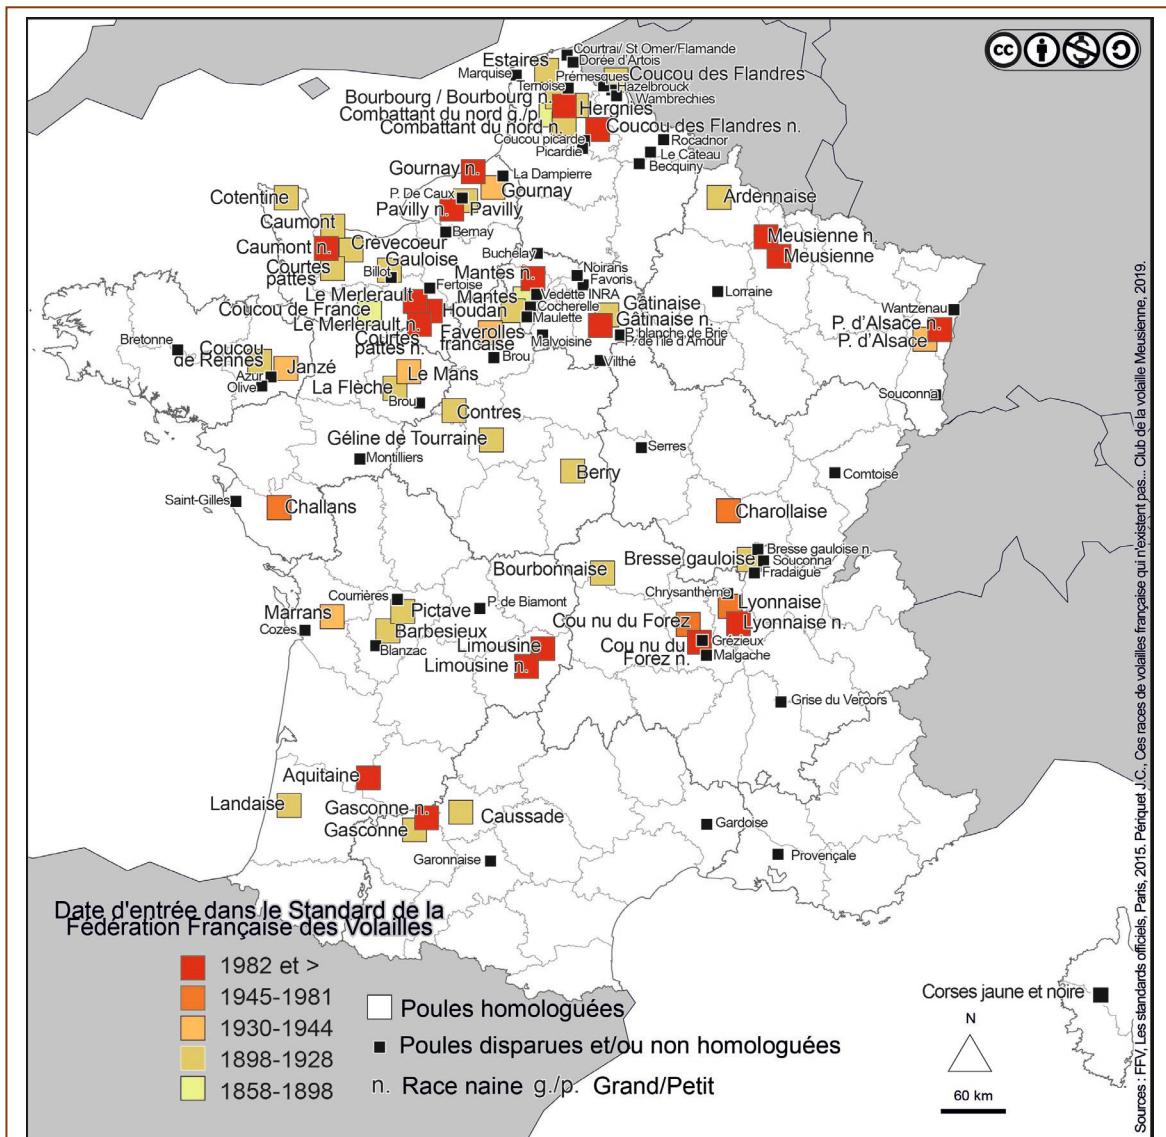 Courtrai/ St Omer/Flamande
Dorée d'Artois
Estaires
Marquise
Prémesques
Coucou des Flandres
Ternoise
Hazelbrouck
Wambrechies
Bourbourg / Bourbourg n.
Hergnies
Combattant du nord g./p.
Combattant du nord n.
Coucou des Flandres n.
Coucou picarde
Picardie
Rocadnor
Le Cateau
Becquiny
Gournay n.
La Dampierre
Gournay
P. De Caux
Pavilly n.
Pavilly
Bernay
Cotentine
Ardennaise
Caumont
Caumont n.
Crèvecoeur
Courtes
pattes
Gauloise
Billot
Buchelay
Meusienne n.
Meusienne
Mantes n.
Noirans
Favoris
Fertoise
Le Merlerault
Mantes
Vedette INRA
Cocherelle
Maulette
Gâtinaise
Gâtinaise n.
Lorraine
Wantzenau
Coucou de France
Houdan
Le Merlerault n.
Courtes
pattes n.
Faverolles
francaise
Malvoisine
P. blanche de Brie
P. de l'île d'Amour
P. d'Alsace n.
P. d'Alsace
Bretonne
Coucou
de Rennes
Janzé
Azur
Olive
Brou
Vilthé
Le Mans
La Flèche
Brou
Souconna
Contres
Géline de Tourraine
Montilliers
Serres
Berry
Comtoise
Saint-Gilles
Challans
Charollaise
Bresse gauloise
Bresse gauloise n.
Souconna
Fradaigue
Bourbonnaise
Courrières
Pictave
P. de Biamont
Chrysanthème
Lyonnaise
Lyonnaise n.
Marrans
Cozes
Barbesieux
Blanzac
Cou nu du Forez
Cou nu du
Forez n.
Grézieux
Malgache
Limousine
Limousine n.
Grise du Vercors
Aquitaine
Landaise
Gasconne n.
Gasconne
Caussade
Gardoise
Garonnaise
Provençale
Corses jaune et noire
Date d'entrée dans le Standard de la
Fédération Française des Volailles
1982 et >
1945-1981
1930-1944
1898-1928
1858-1898
Poules homologuées
Poules disparues et/ou non homologuées
n. Race naine g./p. Grand/Petit
N
60 km
cc
Sources : FFV, Les standards officiels, Paris, 2015. Périquet J.C., Ces races de volailles française qui n'existent pas... Club de la volaille Meusienne, 2019.